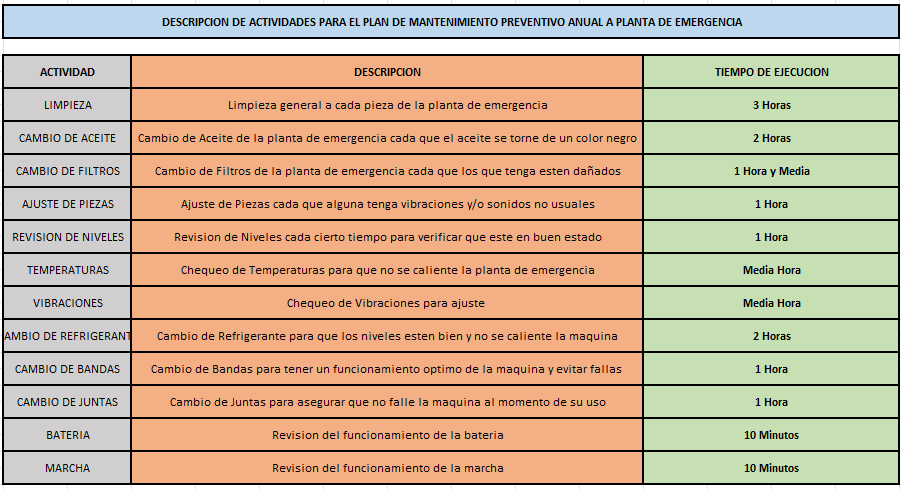 DESCRIPCION DE ACTIVIDADES PARA EL PLAN DE MANTENIMIENTO PREVENTIVO ANUAL A PLANTA DE EMERGENCIA
ACTIVIDAD DESCRIPCION TIEMPO DE EJECUCION
LIMPIEZA Limpieza general a cada pieza de la planta de emergencia 3 Horas
CAMBIO DE ACEITE Cambio de Aceite de la planta de emergencia cada que el aceite se torne de un color negro 2 Horas
CAMBIO DE FILTROS Cambio de Filtros de la planta de emergencia cada que los que tenga esten dañados 1 Hora y Media
AJUSTE DE PIEZAS Ajuste de Piezas cada que alguna tenga vibraciones y/o sonidos no usuales 1 Hora
REVISION DE NIVELES Revision de Niveles cada cierto tiempo para verificar que este en buen estado 1 Hora
TEMPERATURAS Chequeo de Temperaturas para que no se caliente la planta de emergencia Media Hora
VIBRACIONES Chequeo de Vibraciones para ajuste Media Hora
AMBIO DE REFRIGERANT Cambio de Refrigerante para que los niveles esten bien y no se caliente la maquina 2 Horas
CAMBIO DE BANDAS Cambio de Bandas para tener un funcionamiento optimo de la maquina y evitar fallas 1 Hora
CAMBIO DE JUNTAS Cambio de Juntas para asegurar que no falle la maquina al momento de su uso 1 Hora
BATERIA Revision del funcionamiento de la bateria 10 Minutos
MARCHA Revision del funcionamiento de la marcha 10 Minutos